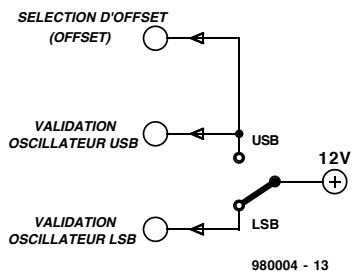 SELECTION D'OFFSET
(OFFSET)
VALIDATION
OSCILLATEUR USB
USB
12V
VALIDATION
OSCILLATEUR LSB
LSB
980004 - 13